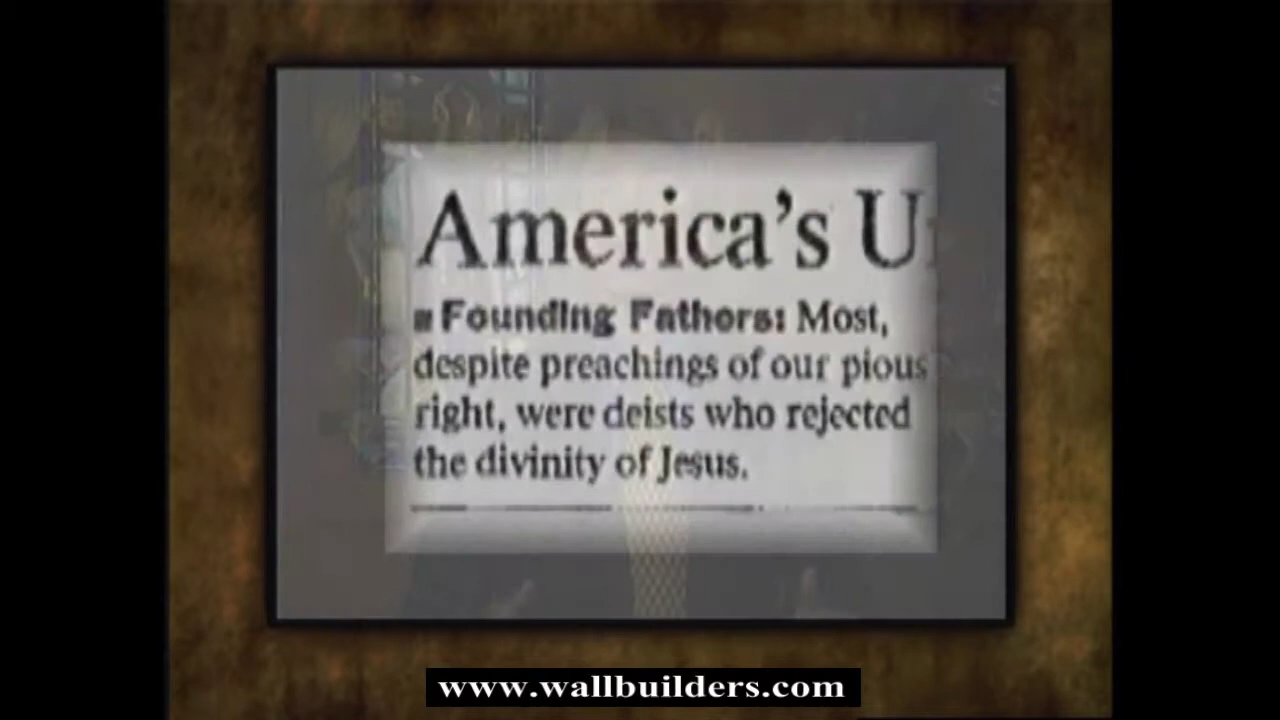 America's U
▪ Founding Fathers: Most,
despite preachings of our pious
right, were deists who rejected
the divinity of Jesus.
www.wallbuilders.com